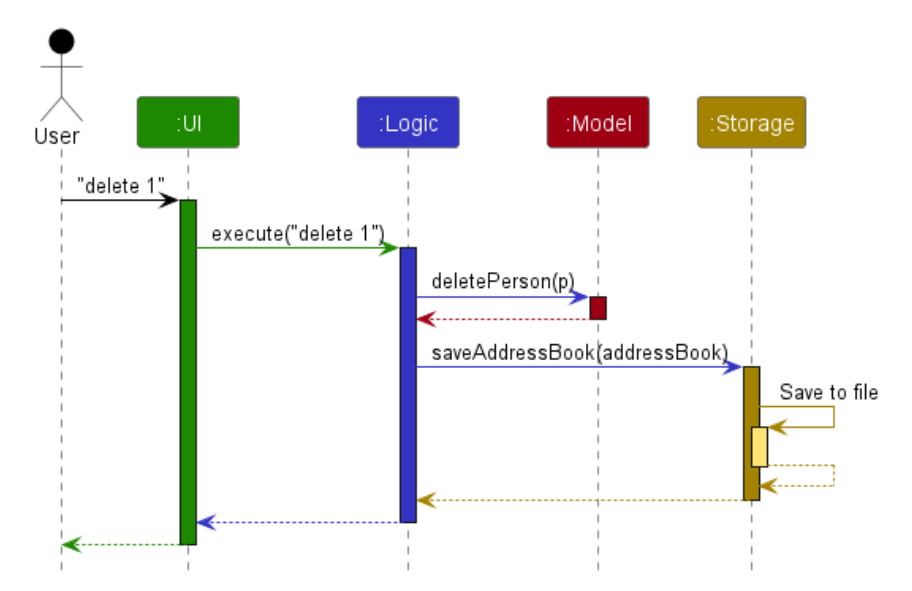 User
:UI
:Logic
:Model
:Storage
"delete 1"
execute("delete 1")
deletePerson(p)
saveAddressBook(addressBook)
Save to file